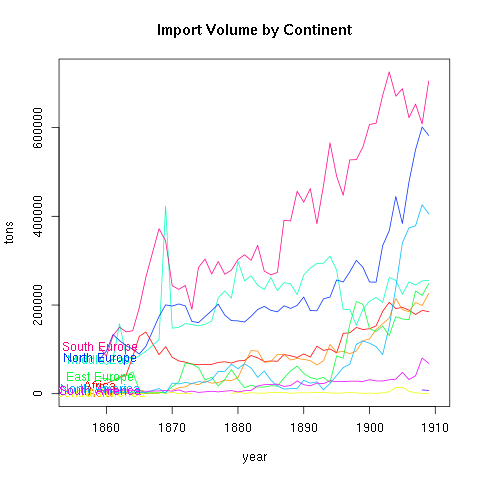 Import Volume by Continent
tons
600000
400000
200000
0
South Europe
North Europe
East Europe
Africa
South America
1860 1870 1880 1890 1900 1910
year